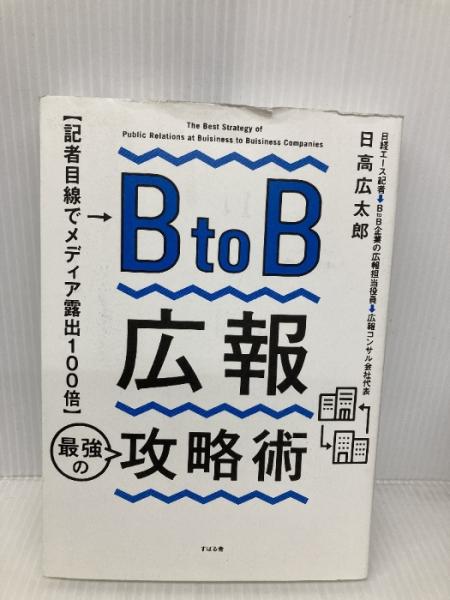 The Best Strategy of
Public Relations at Buisiness to Buisiness Companies
BtoB
広報
最強の
攻略術
【記者目線でメディア露出100倍】
日経エース記者→BtoB企業の広報担当役員→広報コンサル会社代表
日高広太郎
すばる舎